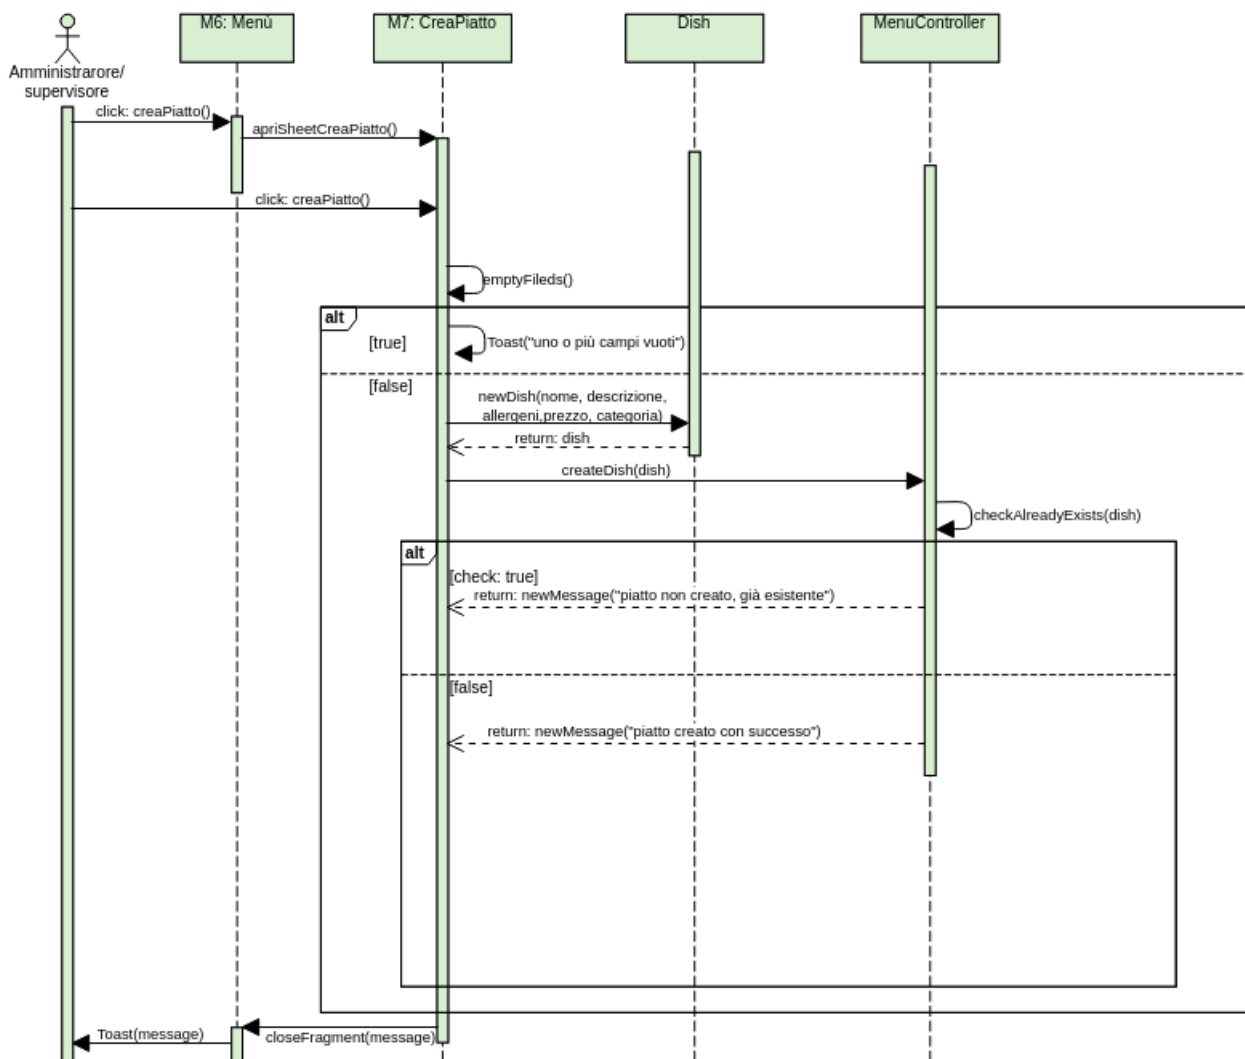 M6: Menù
M7: CreaPiatto
Dish
MenuController
Amministrarore/
supervisore
click: creaPiatto()
apriSheetCreaPiatto()
click: creaPiatto()
emptyFileds()
alt
[true]
Toast("uno o più campi vuoti")
[false]
newDish(nome, descrizione,
allergeni,prezzo, categoria)
return: dish
createDish(dish)
checkAlreadyExists(dish)
alt
[check: true]
return: newMessage("piatto non creato, già esistente")
[false]
return: newMessage("piatto creato con successo")
Toast(message)
closeFragment(message)